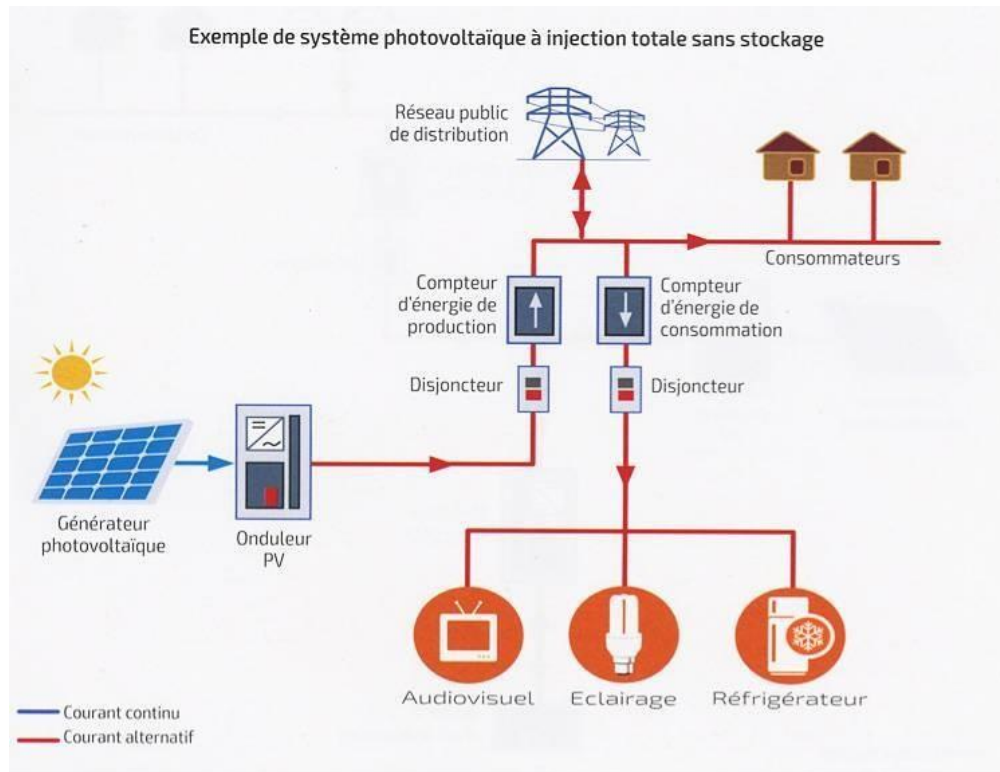 Exemple de système photovoltaïque à injection totale sans stockage
Réseau public
de distribution
Consommateurs
Compteur
d'énergie de
production
Compteur
d'énergie de
consommation
Disjoncteur
Disjoncteur
Générateur
photovoltaïque
Onduleur
PV
Audiovisuel
Eclairage
Réfrigérateur
Courant continu
Courant alternatif